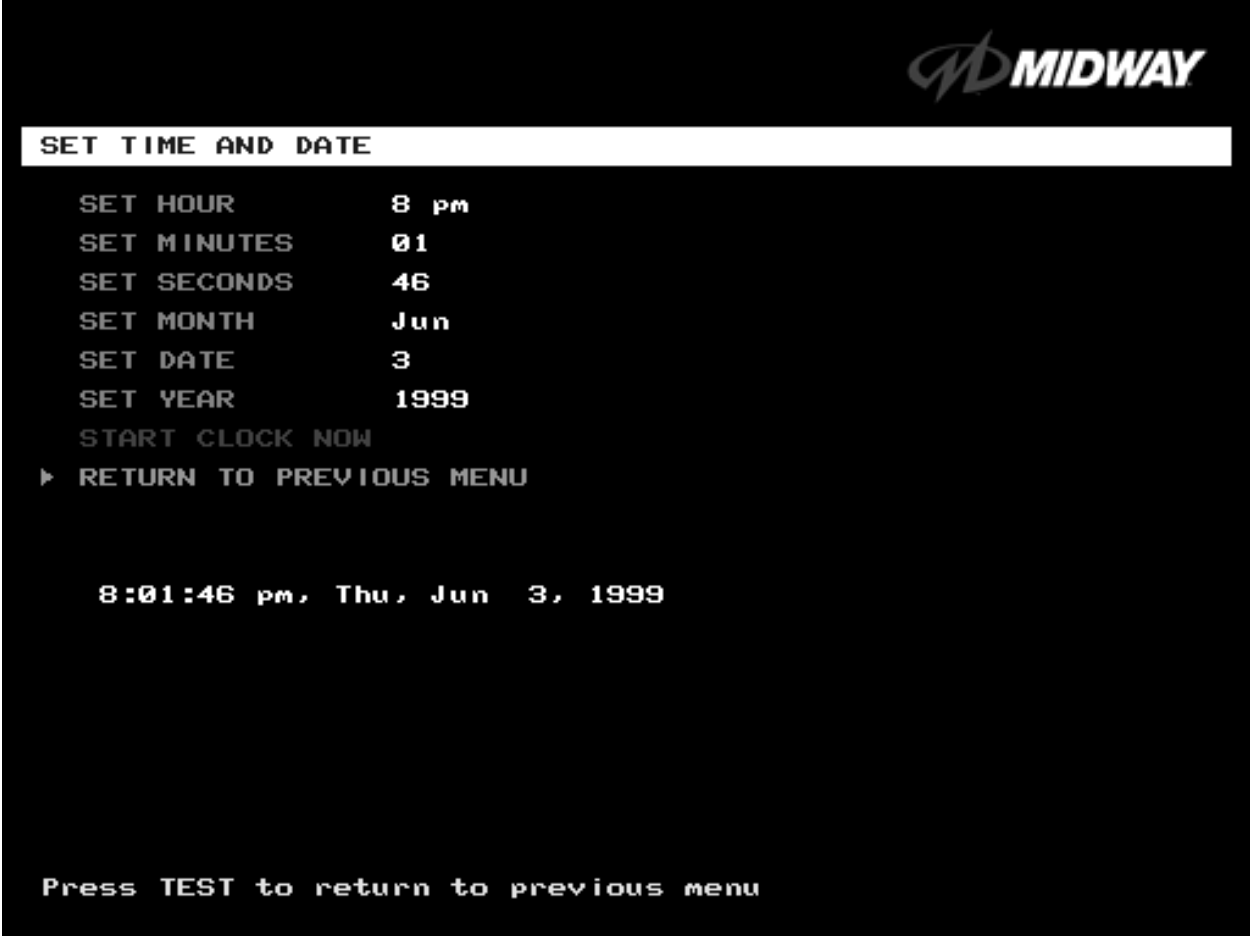 MIDWAY
SET TIME AND DATE
SET HOUR 8 pm
SET MINUTES 01
SET SECONDS 46
SET MONTH Jun
SET DATE 3
SET YEAR 1999
START CLOCK NOW
RETURN TO PREVIOUS MENU
8:01:46 pm, Thu, Jun 3, 1999
Press TEST to return to previous menu